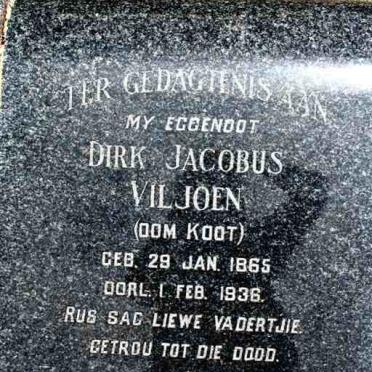 TER GEDAGTENIS AAN
MY EGGENOOT
DIRK JACOBUS
VILJOEN
(OOM KOOT)
GEB. 29 JAN. 1865
OORL. 1 FEB. 1936.
RUS SAG LIEWE VADERTJIE
GETROU TOT DIE DOOD.